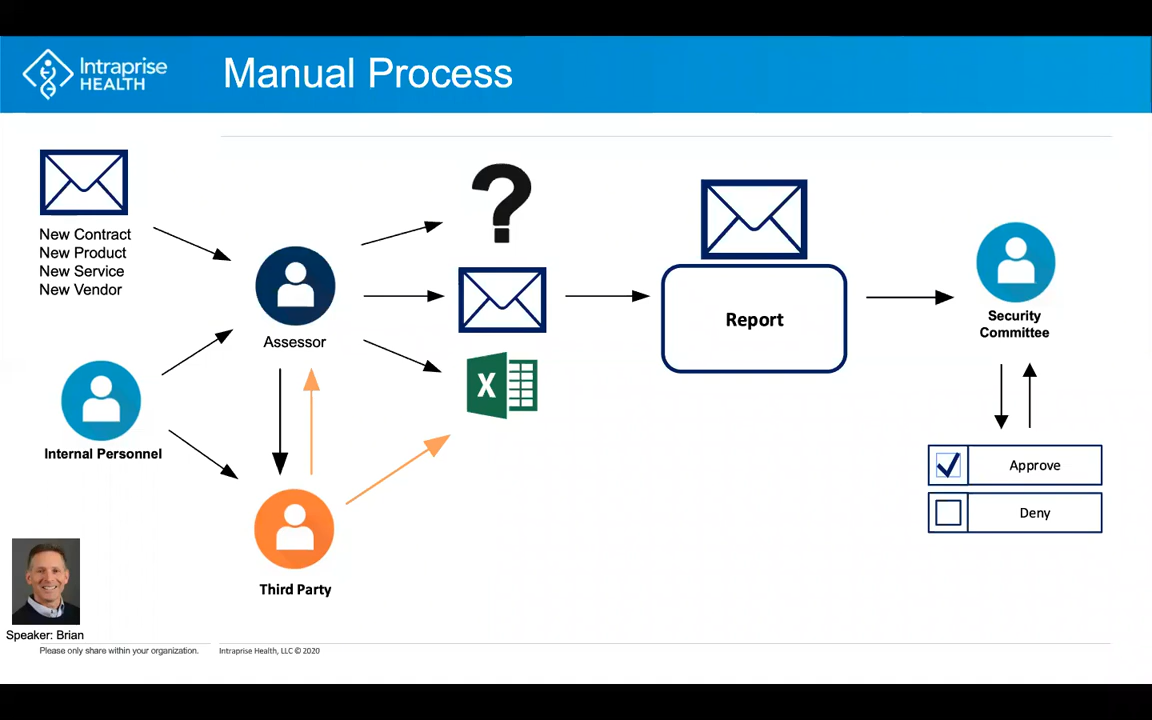 Intraprise
HEALTH
Manual Process
New Contract
New Product
New Service
New Vendor
Assessor
Internal Personnel
Third Party
X
Report
Security
Committee
Approve
Deny
Speaker: Brian
Please only share within your organization.
Intraprise Health, LLC © 2020